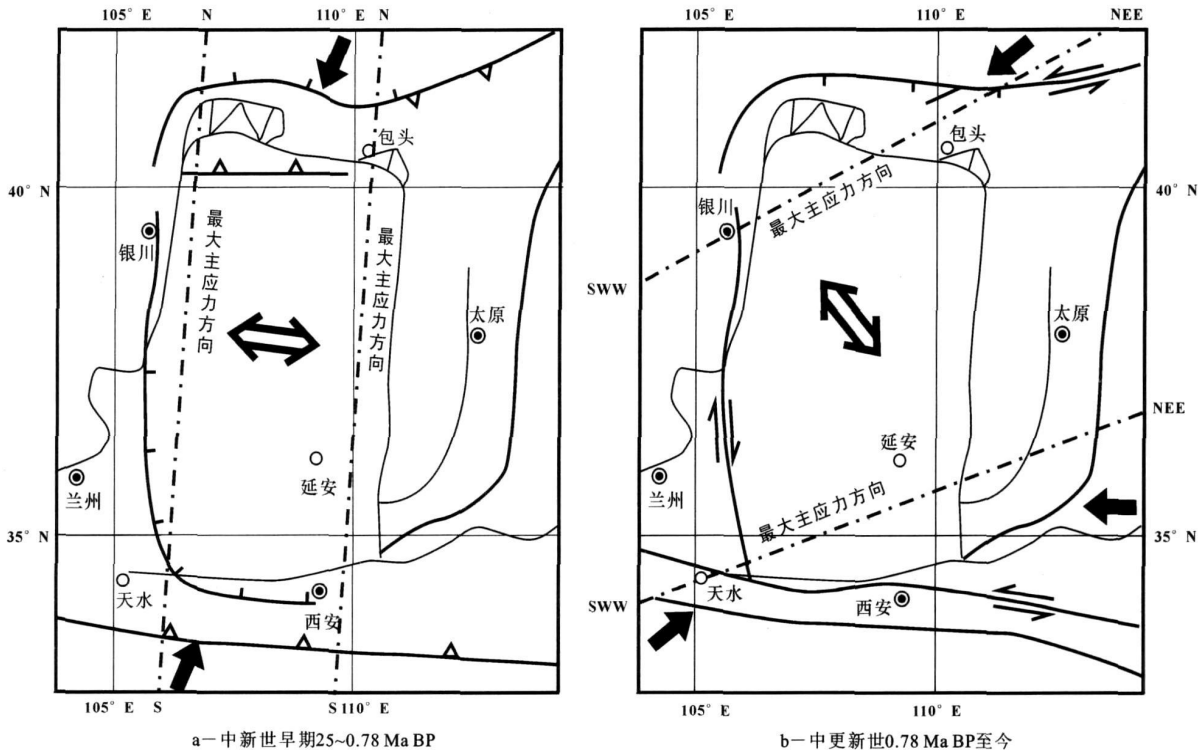 105° E
N
110° E
N
包头
40° N
银川
最大主应力方向
最大主应力方向
太原
延安
兰州
35° N
天水
西安
105° E
S
S
110° E
a－中新世早期25~0.78 Ma BP
105° E
110° E
NEE
包头
40° N
银川
最大主应力方向
SWW
太原
NEE
延安
兰州
最大主应力方向
35° N
天水
SWW
西安
105° E
110° E
b－中更新世0.78 Ma BP至今